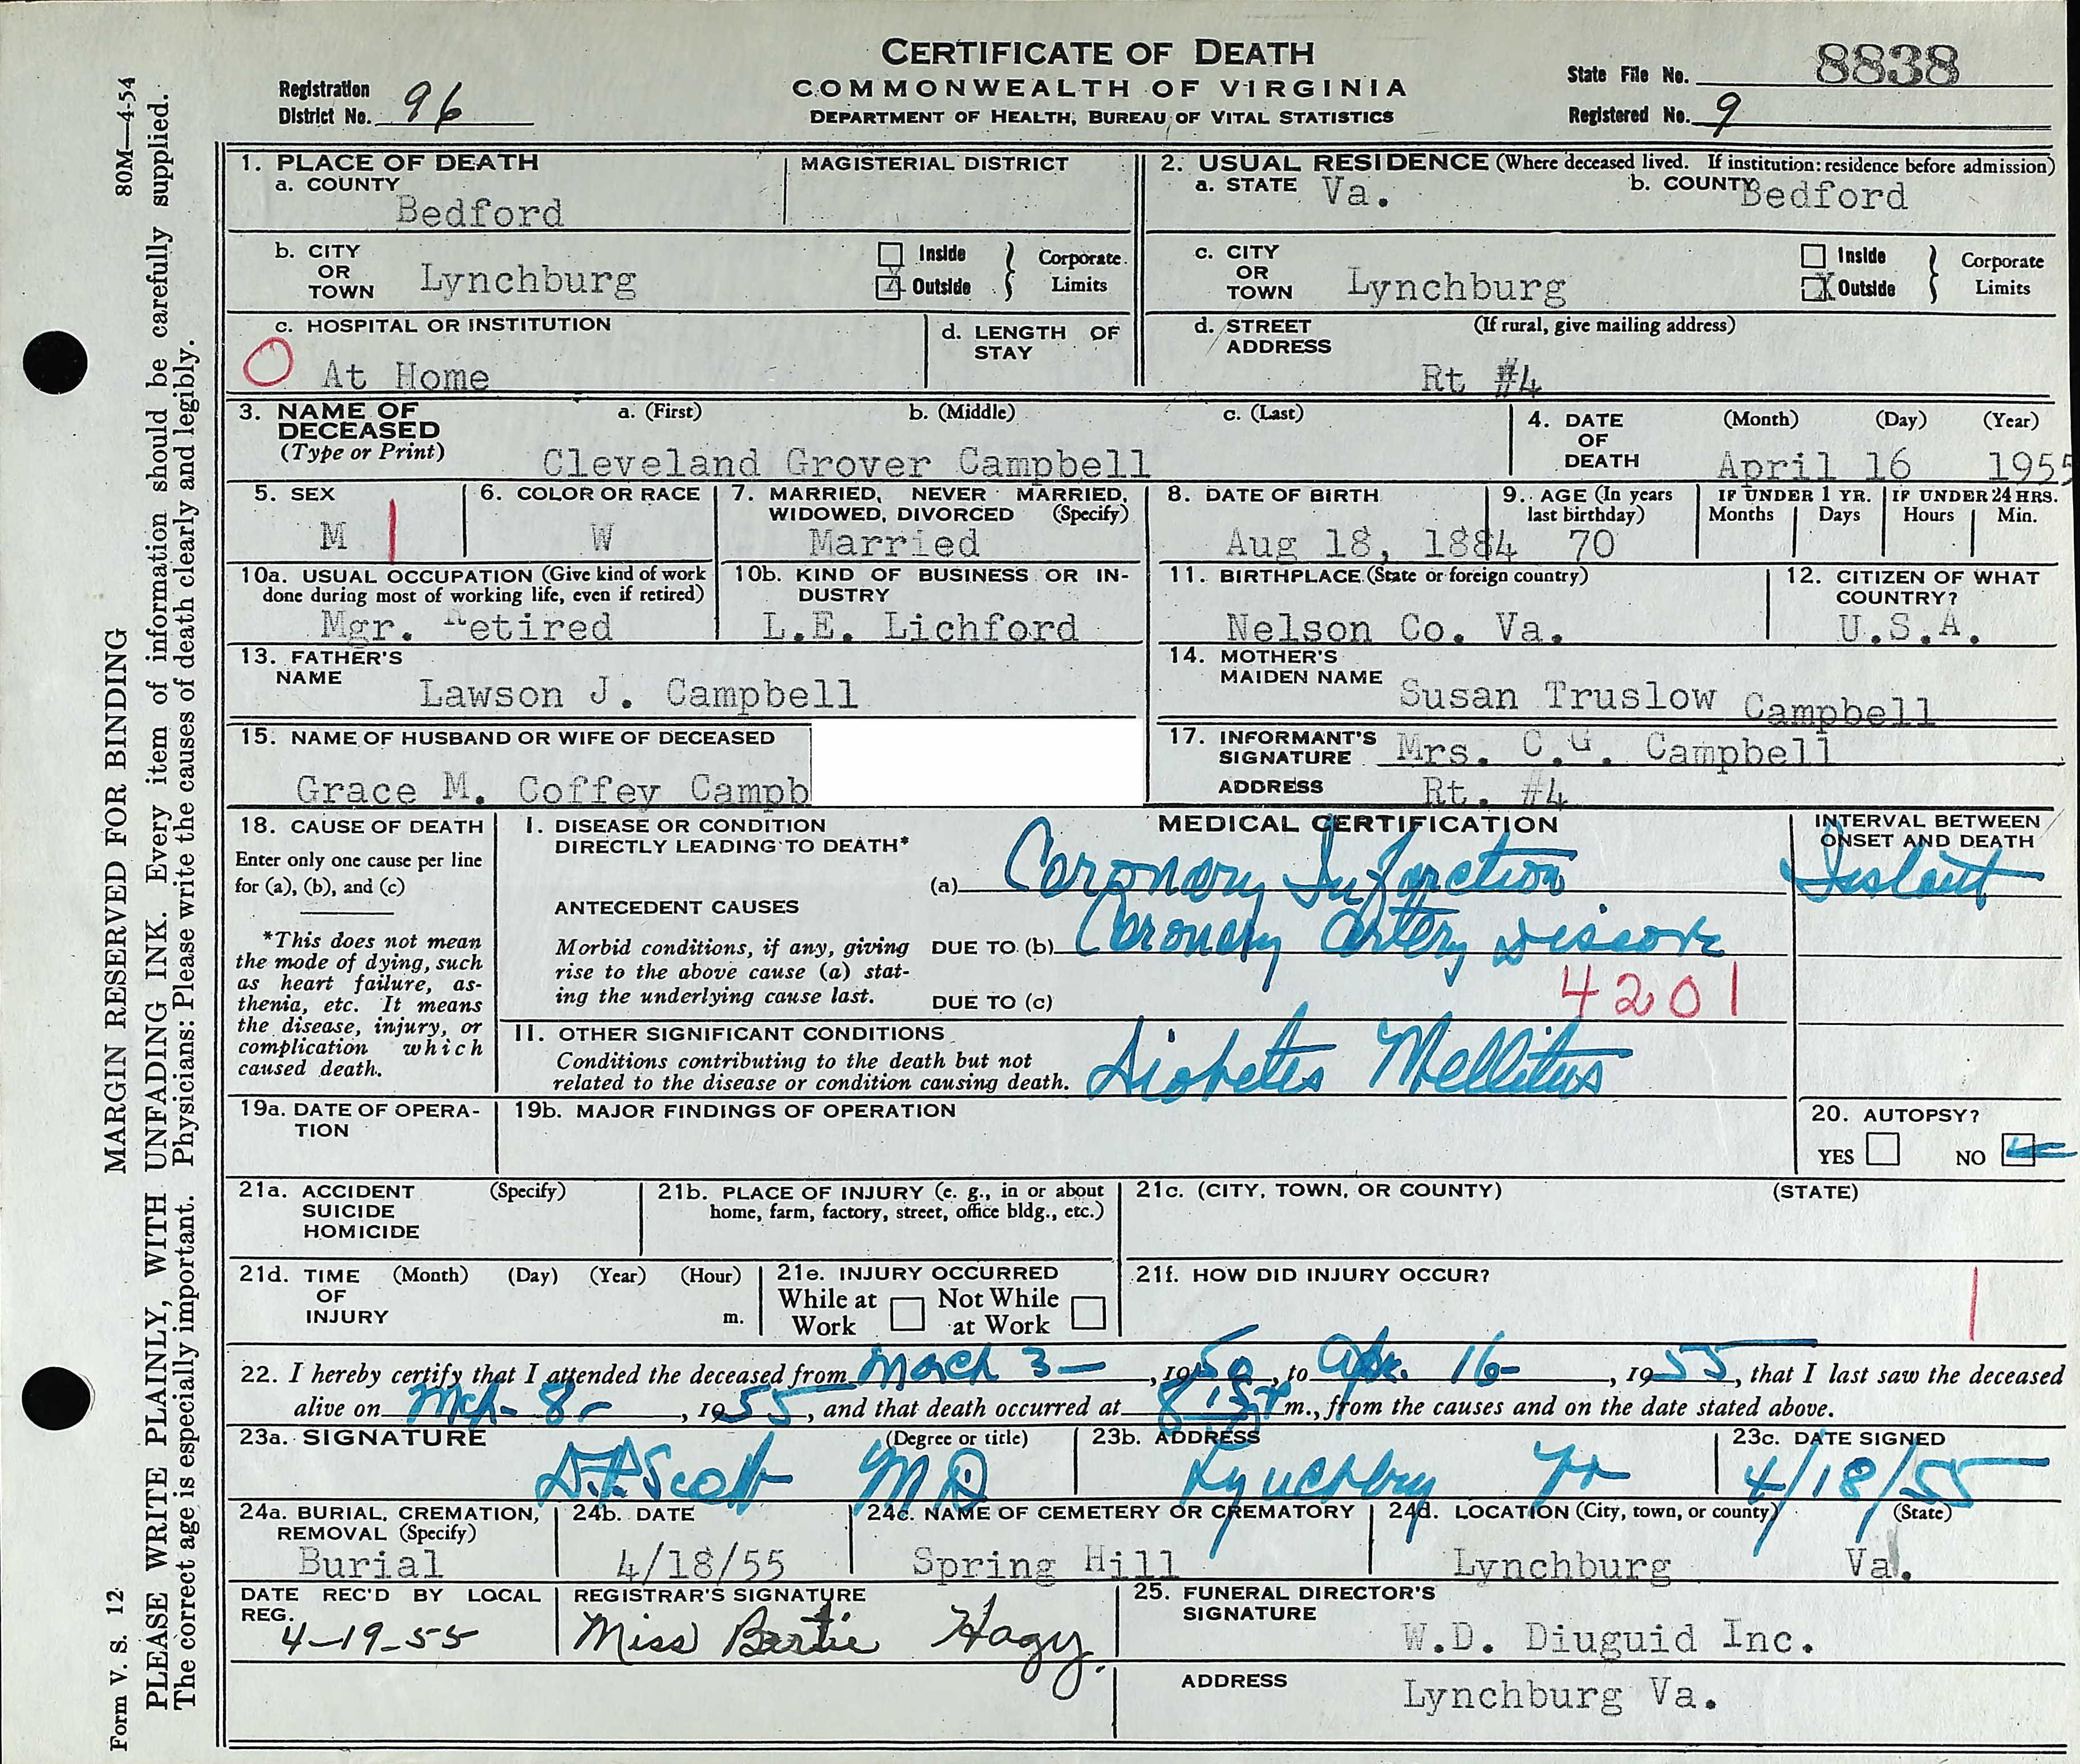 CERTIFICATE OF DEATH
COMMONWEALTH OF VIRGINIA
DEPARTMENT OF HEALTH, BUREAU OF VITAL STATISTICS
Registration
District No. 96
State File No. 8838
Registered No. 9
80M—4-54
MARGIN RESERVED FOR BINDING
PLEASE WRITE PLAINLY, WITH UNFADING INK. Every item of information should be carefully supplied.
The correct age is especially important. Physicians: Please write the causes of death clearly and legibly.
Form V. S. 12
1. PLACE OF DEATH
a. COUNTY
Bedford
MAGISTERIAL DISTRICT
2. USUAL RESIDENCE (Where deceased lived. If institution: residence before admission)
a. STATE Va.
b. COUNTY Bedford
b. CITY
OR
TOWN Lynchburg
Inside
X Outside
Corporate
Limits
c. CITY
OR
TOWN Lynchburg
Inside
X Outside
Corporate
Limits
c. HOSPITAL OR INSTITUTION
O At Home
d. LENGTH OF
STAY
d. STREET
ADDRESS
(If rural, give mailing address)
Rt #4
3. NAME OF
DECEASED
(Type or Print)
a. (First) b. (Middle) c. (Last)
Cleveland Grover Campbell
4. DATE
OF
DEATH
(Month) (Day) (Year)
April 16 1955
5. SEX
M
6. COLOR OR RACE
W
7. MARRIED, NEVER MARRIED,
WIDOWED, DIVORCED (Specify)
Married
8. DATE OF BIRTH
Aug 18, 1884
9. AGE (In years
last birthday)
70
IF UNDER 1 YR.
Months Days
IF UNDER 24 HRS.
Hours Min.
10a. USUAL OCCUPATION (Give kind of work
done during most of working life, even if retired)
Mgr. Retired
10b. KIND OF BUSINESS OR IN-
DUSTRY
L.E. Lichford
11. BIRTHPLACE (State or foreign country)
Nelson Co. Va.
12. CITIZEN OF WHAT
COUNTRY?
U.S.A.
13. FATHER'S
NAME
Lawson J. Campbell
14. MOTHER'S
MAIDEN NAME
Susan Truslow Campbell
15. NAME OF HUSBAND OR WIFE OF DECEASED
Grace M. Coffey Campb
17. INFORMANT'S
SIGNATURE Mrs. C.G. Campbell
ADDRESS Rt. #4
18. CAUSE OF DEATH
Enter only one cause per line
for (a), (b), and (c)
*This does not mean
the mode of dying, such
as heart failure, as-
thenia, etc. It means
the disease, injury, or
complication which
caused death.
MEDICAL CERTIFICATION
I. DISEASE OR CONDITION
DIRECTLY LEADING TO DEATH*
(a) Coronary Infarction
INTERVAL BETWEEN
ONSET AND DEATH
Instant
ANTECEDENT CAUSES
Morbid conditions, if any, giving
rise to the above cause (a) stat-
ing the underlying cause last.
DUE TO (b) Coronary Artery Disease
DUE TO (c)
4201
II. OTHER SIGNIFICANT CONDITIONS
Conditions contributing to the death but not
related to the disease or condition causing death.
Diabetes Mellitus
19a. DATE OF OPERA-
TION
19b. MAJOR FINDINGS OF OPERATION
20. AUTOPSY?
YES NO
21a. ACCIDENT (Specify)
SUICIDE
HOMICIDE
21b. PLACE OF INJURY (e. g., in or about
home, farm, factory, street, office bldg., etc.)
21c. (CITY, TOWN, OR COUNTY) (STATE)
21d. TIME (Month) (Day) (Year) (Hour)
OF
INJURY m.
21e. INJURY OCCURRED
While at Work
Not While at Work
21f. HOW DID INJURY OCCUR?
22. I hereby certify that I attended the deceased from March 3—, 1950, to Apr. 16-, 1955, that I last saw the deceased
alive on Mch- 8-, 1955, and that death occurred at m., from the causes and on the date stated above.
23a. SIGNATURE (Degree or title)
Scott M D
23b. ADDRESS
Lynchburg Va
23c. DATE SIGNED
4/18/55
24a. BURIAL, CREMATION,
REMOVAL (Specify)
Burial
24b. DATE
4/18/55
24c. NAME OF CEMETERY OR CREMATORY
Spring Hill
24d. LOCATION (City, town, or county) (State)
Lynchburg Va.
DATE REC'D BY LOCAL
REG.
4-19-55
REGISTRAR'S SIGNATURE
Miss Bertie Hagy.
25. FUNERAL DIRECTOR'S
SIGNATURE
W.D. Diuguid Inc.
ADDRESS
Lynchburg Va.